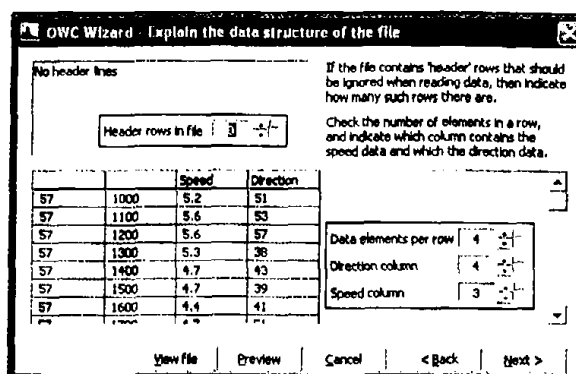 OWC Wizard - Explain the data structure of the file
No header lines
If the file contains 'header' rows that should
be ignored when reading data, then indicate
how many such rows there are.
Header rows in file
Check the number of elements in a row,
and indicate which column contains the
speed data and which the direction data.
Speed Direction
57 1000 5.2 51
57 1100 5.6 53
57 1200 5.6 57
57 1300 5.3 38
57 1400 4.7 43
57 1500 4.7 39
57 1600 4.4 41
Data elements per row 4
Direction column 4
Speed column 3
View file Preview Cancel < Back Next >